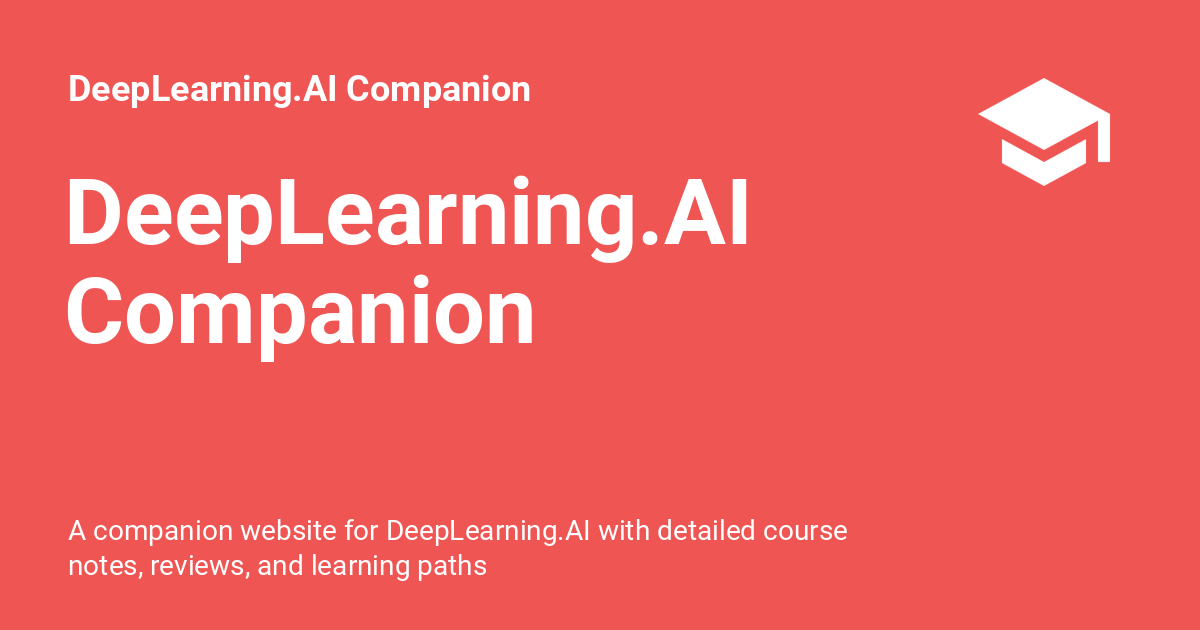 DeepLearning.AI Companion
DeepLearning.AI
Companion
A companion website for DeepLearning.AI with detailed course
notes, reviews, and learning paths